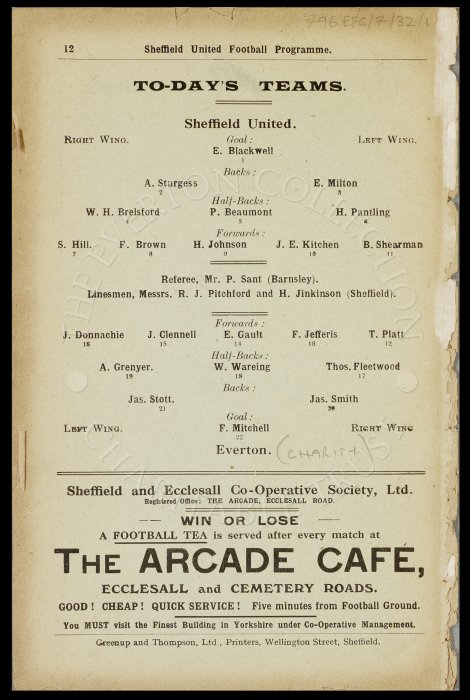 796 EFC/7/32/1
12 Sheffield United Football Programme.
TO-DAY'S TEAMS.
Sheffield United.
RIGHT WING. Goal: LEFT WING.
E. Blackwell
1
Backs:
A. Sturgess E. Milton
2 3
Half-Backs:
W. H. Brelsford P. Beaumont H. Pantling
4 5 6
Forwards:
S. Hill. F. Brown H. Johnson J. E. Kitchen B. Shearman
7 8 9 10 11
Referee, Mr. P. Sant (Barnsley).
Linesmen, Messrs. R. J. Pitchford and H. Jinkinson (Sheffield).
Forwards:
J. Donnachie J. Clennell E. Gault F. Jefferis T. Platt
16 15 14 13 12
Half-Backs:
A. Grenyer. W. Wareing Thos. Fleetwood
19 18 17
Backs:
Jas. Stott. Jas. Smith
21 20
Goal:
LEFT WING. F. Mitchell RIGHT WING
22
Everton. (CHARITY)
Sheffield and Ecclesall Co-Operative Society, Ltd.
Registered Office: THE ARCADE, ECCLESALL ROAD.
— WIN OR LOSE —
A FOOTBALL TEA is served after every match at
THE ARCADE CAFÉ,
ECCLESALL and CEMETERY ROADS.
GOOD! CHEAP! QUICK SERVICE! Five minutes from Football Ground.
You MUST visit the Finest Building in Yorkshire under Co-Operative Management.
Greenup and Thompson, Ltd., Printers, Wellington Street, Sheffield.
THE EVERTON COLLECTION
CHARITABLE TRUST